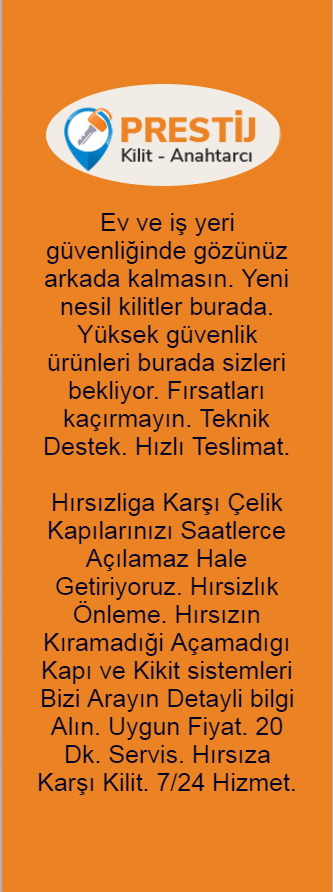 PRESTİJ
Kilit - Anahtarcı
Ev ve iş yeri
güvenliğinde gözünüz
arkada kalmasın. Yeni
nesil kilitler burada.
Yüksek güvenlik
ürünleri burada sizleri
bekliyor. Fırsatları
kaçırmayın. Teknik
Destek. Hızlı Teslimat.
Hırsızliga Karşı Çelik
Kapılarınızı Saatlerce
Açılamaz Hale
Getiriyoruz. Hırsizlık
Önleme. Hırsızın
Kıramadıği Açamadıgı
Kapı ve Kikit sistemleri
Bizi Arayın Detayli bilgi
Alın. Uygun Fiyat. 20
Dk. Servis. Hırsıza
Karşı Kilit. 7/24 Hizmet.